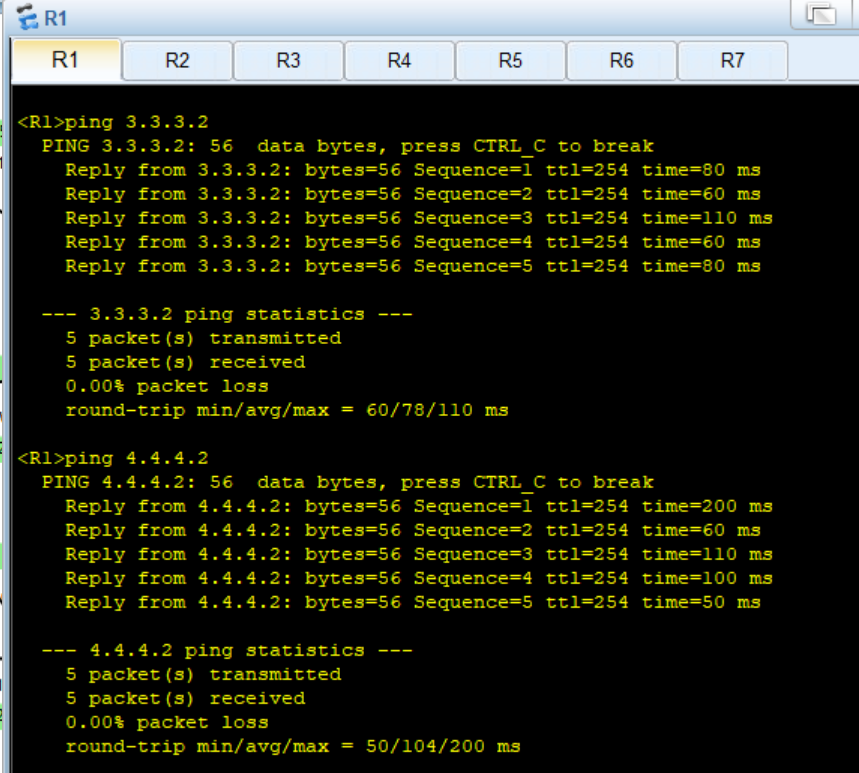 R1
R1 R2 R3 R4 R5 R6 R7
<R1>ping 3.3.3.2
PING 3.3.3.2: 56  data bytes, press CTRL_C to break
Reply from 3.3.3.2: bytes=56 Sequence=1 ttl=254 time=80 ms
Reply from 3.3.3.2: bytes=56 Sequence=2 ttl=254 time=60 ms
Reply from 3.3.3.2: bytes=56 Sequence=3 ttl=254 time=110 ms
Reply from 3.3.3.2: bytes=56 Sequence=4 ttl=254 time=60 ms
Reply from 3.3.3.2: bytes=56 Sequence=5 ttl=254 time=80 ms
--- 3.3.3.2 ping statistics ---
5 packet(s) transmitted
5 packet(s) received
0.00% packet loss
round-trip min/avg/max = 60/78/110 ms
<R1>ping 4.4.4.2
PING 4.4.4.2: 56  data bytes, press CTRL_C to break
Reply from 4.4.4.2: bytes=56 Sequence=1 ttl=254 time=200 ms
Reply from 4.4.4.2: bytes=56 Sequence=2 ttl=254 time=60 ms
Reply from 4.4.4.2: bytes=56 Sequence=3 ttl=254 time=110 ms
Reply from 4.4.4.2: bytes=56 Sequence=4 ttl=254 time=100 ms
Reply from 4.4.4.2: bytes=56 Sequence=5 ttl=254 time=50 ms
--- 4.4.4.2 ping statistics ---
5 packet(s) transmitted
5 packet(s) received
0.00% packet loss
round-trip min/avg/max = 50/104/200 ms